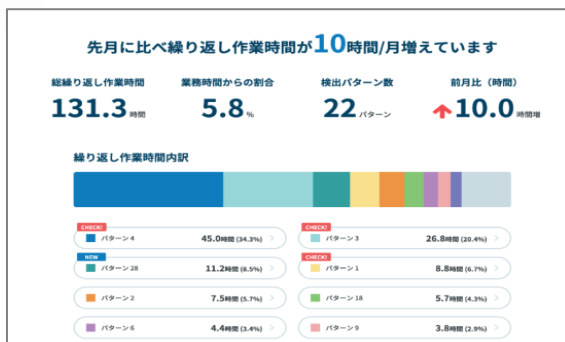 先月に比べ繰り返し作業時間が10時間/月増えています
総繰り返し作業時間 業務時間からの割合 検出パターン数 前月比（時間）
131.3時間 5.8% 22パターン 10.0時間増
繰り返し作業時間内訳
CHECK! CHECK!
パターン 4 45.0時間 (34.3%) パターン 3 26.8時間 (20.4%)
NEW CHECK!
パターン 28 11.2時間 (8.5%) パターン 1 8.8時間 (6.7%)
パターン 2 7.5時間 (5.7%) パターン 18 5.7時間 (4.3%)
パターン 6 4.4時間 (3.4%) パターン 9 3.8時間 (2.9%)